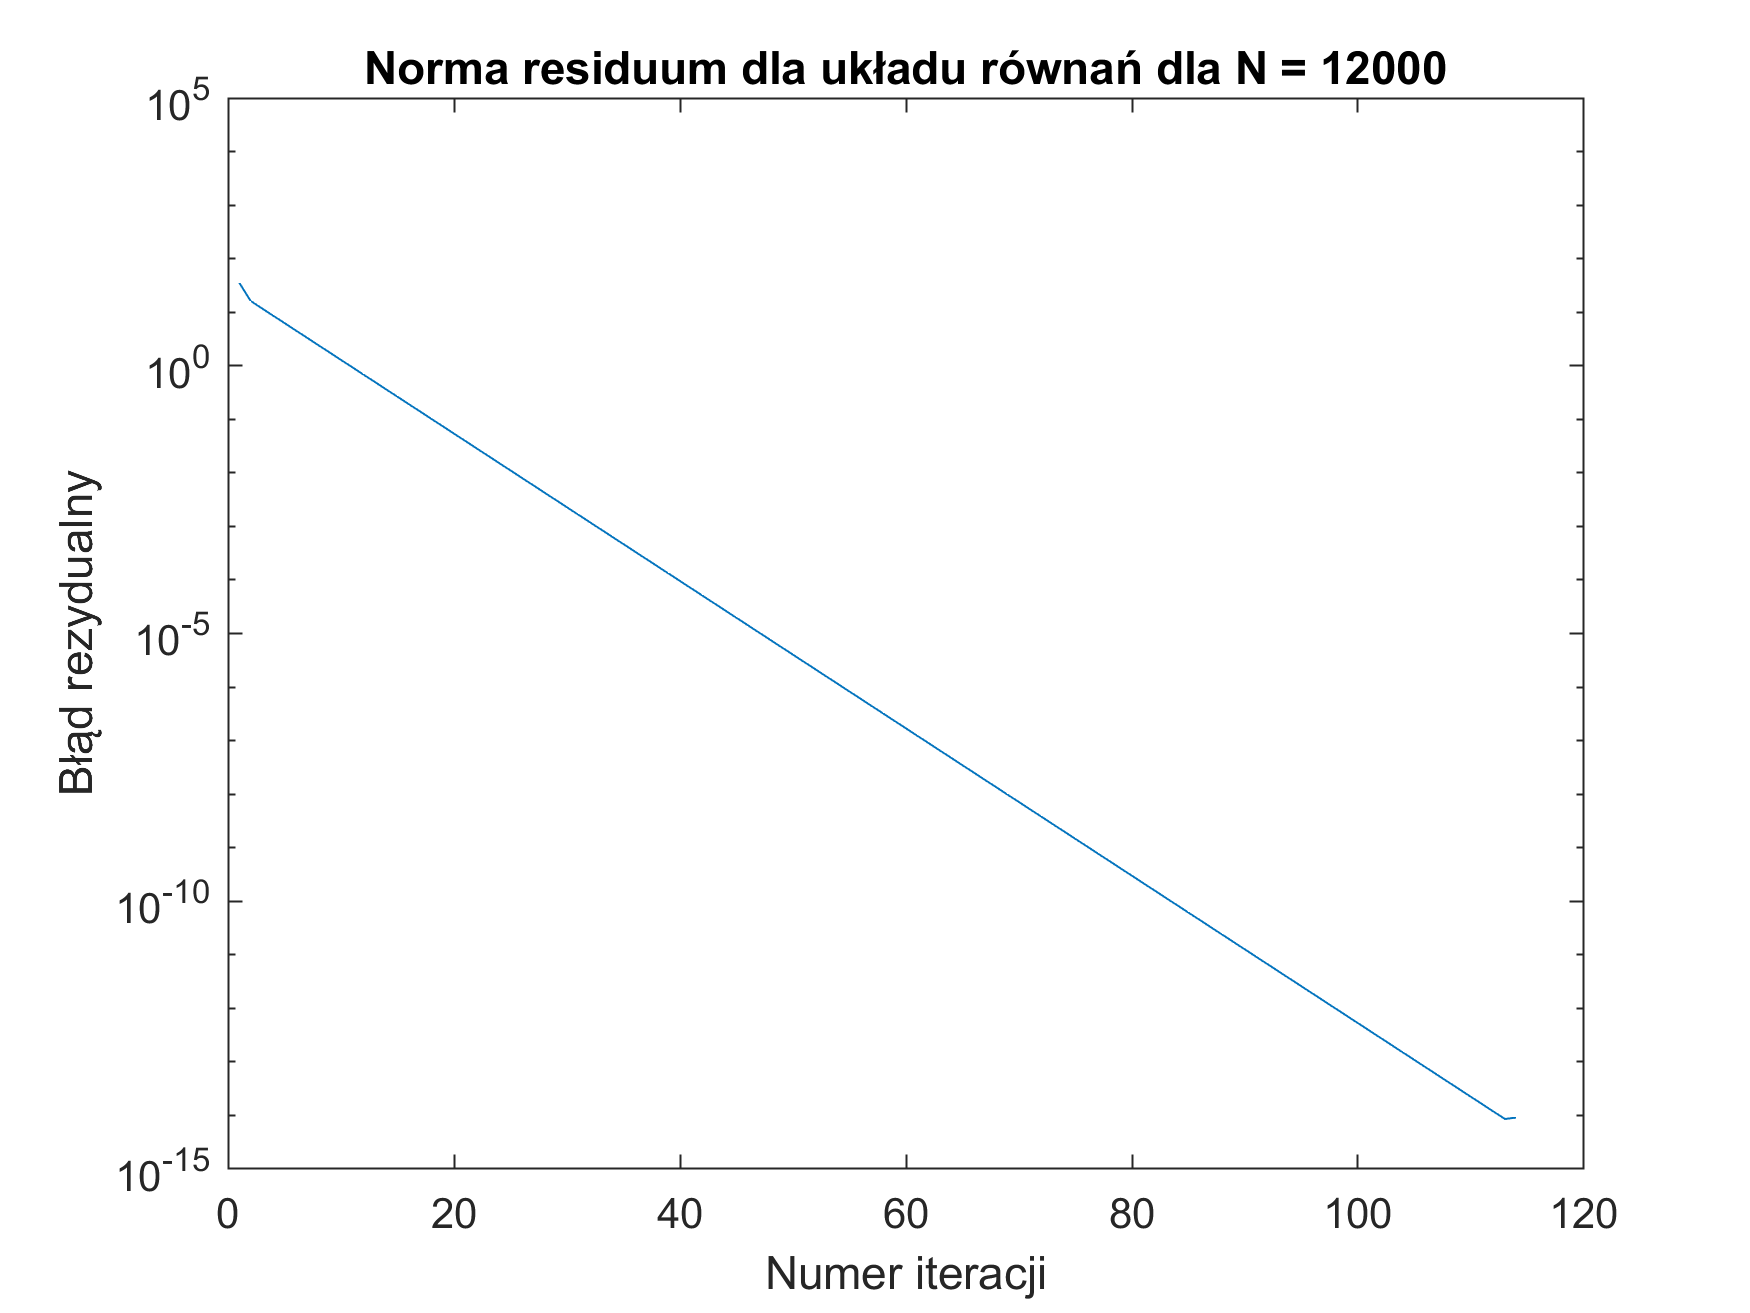 Norma residuum dla układu równań dla N = 12000
10^5
10^0
10^-5
10^-10
10^-15
Błąd rezydualny
0 20 40 60 80 100 120
Numer iteracji